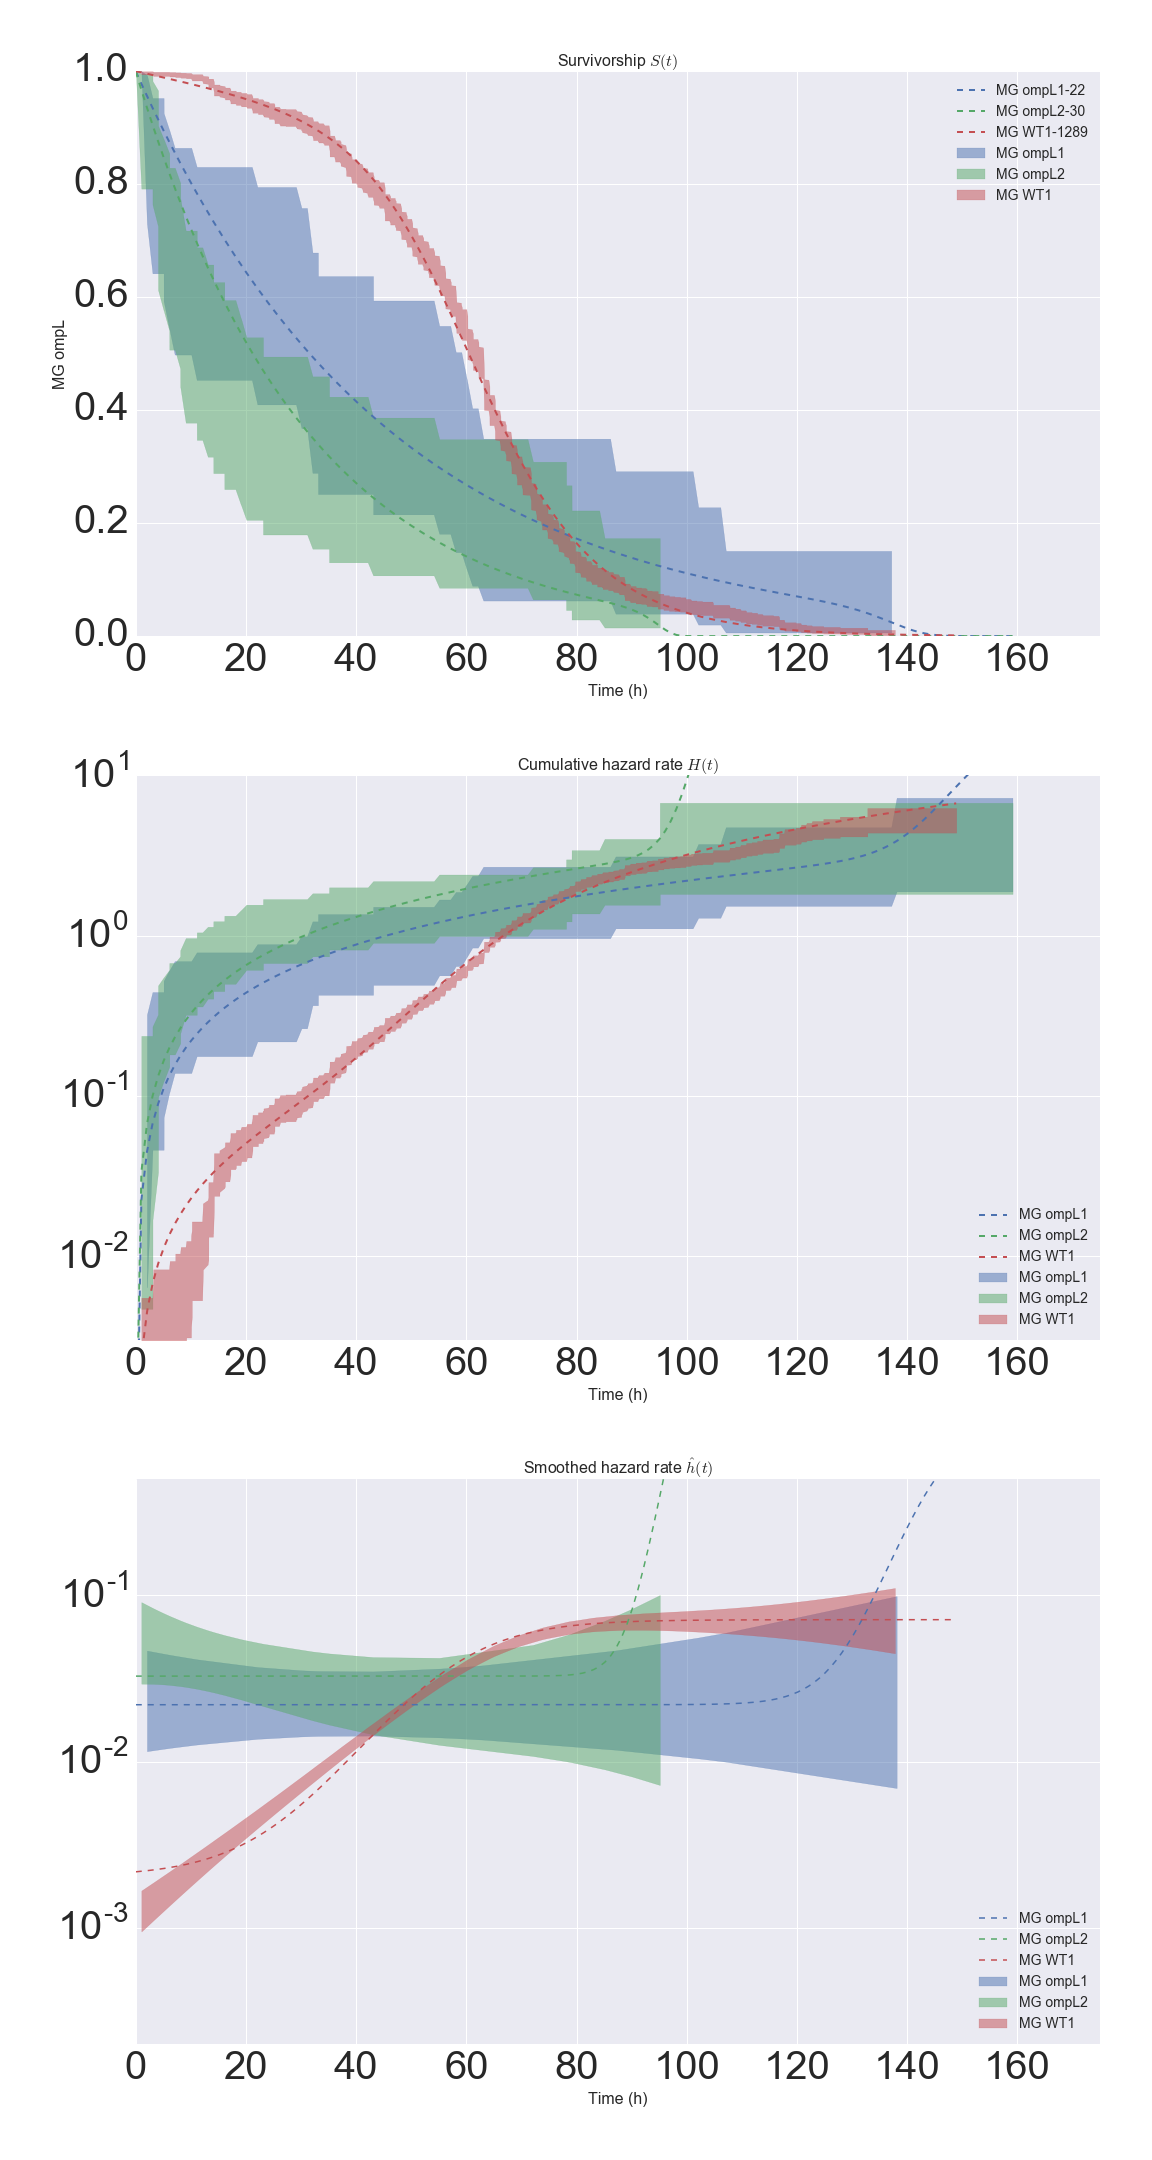 Survivorship S(t)
1.0
0.8
0.6
0.4
0.2
0.0
MG ompL
MG ompL1-22
MG ompL2-30
MG WT1-1289
MG ompL1
MG ompL2
MG WT1
0 20 40 60 80 100 120 140 160
Time (h)
Cumulative hazard rate H(t)
10^1
10^0
10^-1
10^-2
MG ompL1
MG ompL2
MG WT1
MG ompL1
MG ompL2
MG WT1
0 20 40 60 80 100 120 140 160
Time (h)
Smoothed hazard rate ĥ(t)
10^-1
10^-2
10^-3
MG ompL1
MG ompL2
MG WT1
MG ompL1
MG ompL2
MG WT1
0 20 40 60 80 100 120 140 160
Time (h)